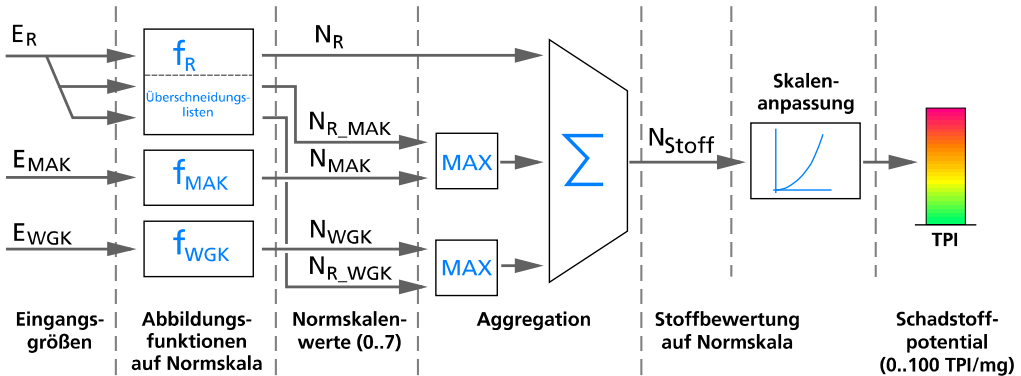 E_R
f_R
Überschneidungs-
listen
N_R
N_R_MAK
E_MAK
f_MAK
N_MAK
MAX
E_WGK
f_WGK
N_WGK
N_R_WGK
MAX
Σ
N_Stoff
Skalen-
anpassung
TPI
Eingangs-
größen
Abbildungs-
funktionen
auf Normskala
Normskalen-
werte (0..7)
Aggregation
Stoffbewertung
auf Normskala
Schadstoff-
potential
(0..100 TPI/mg)